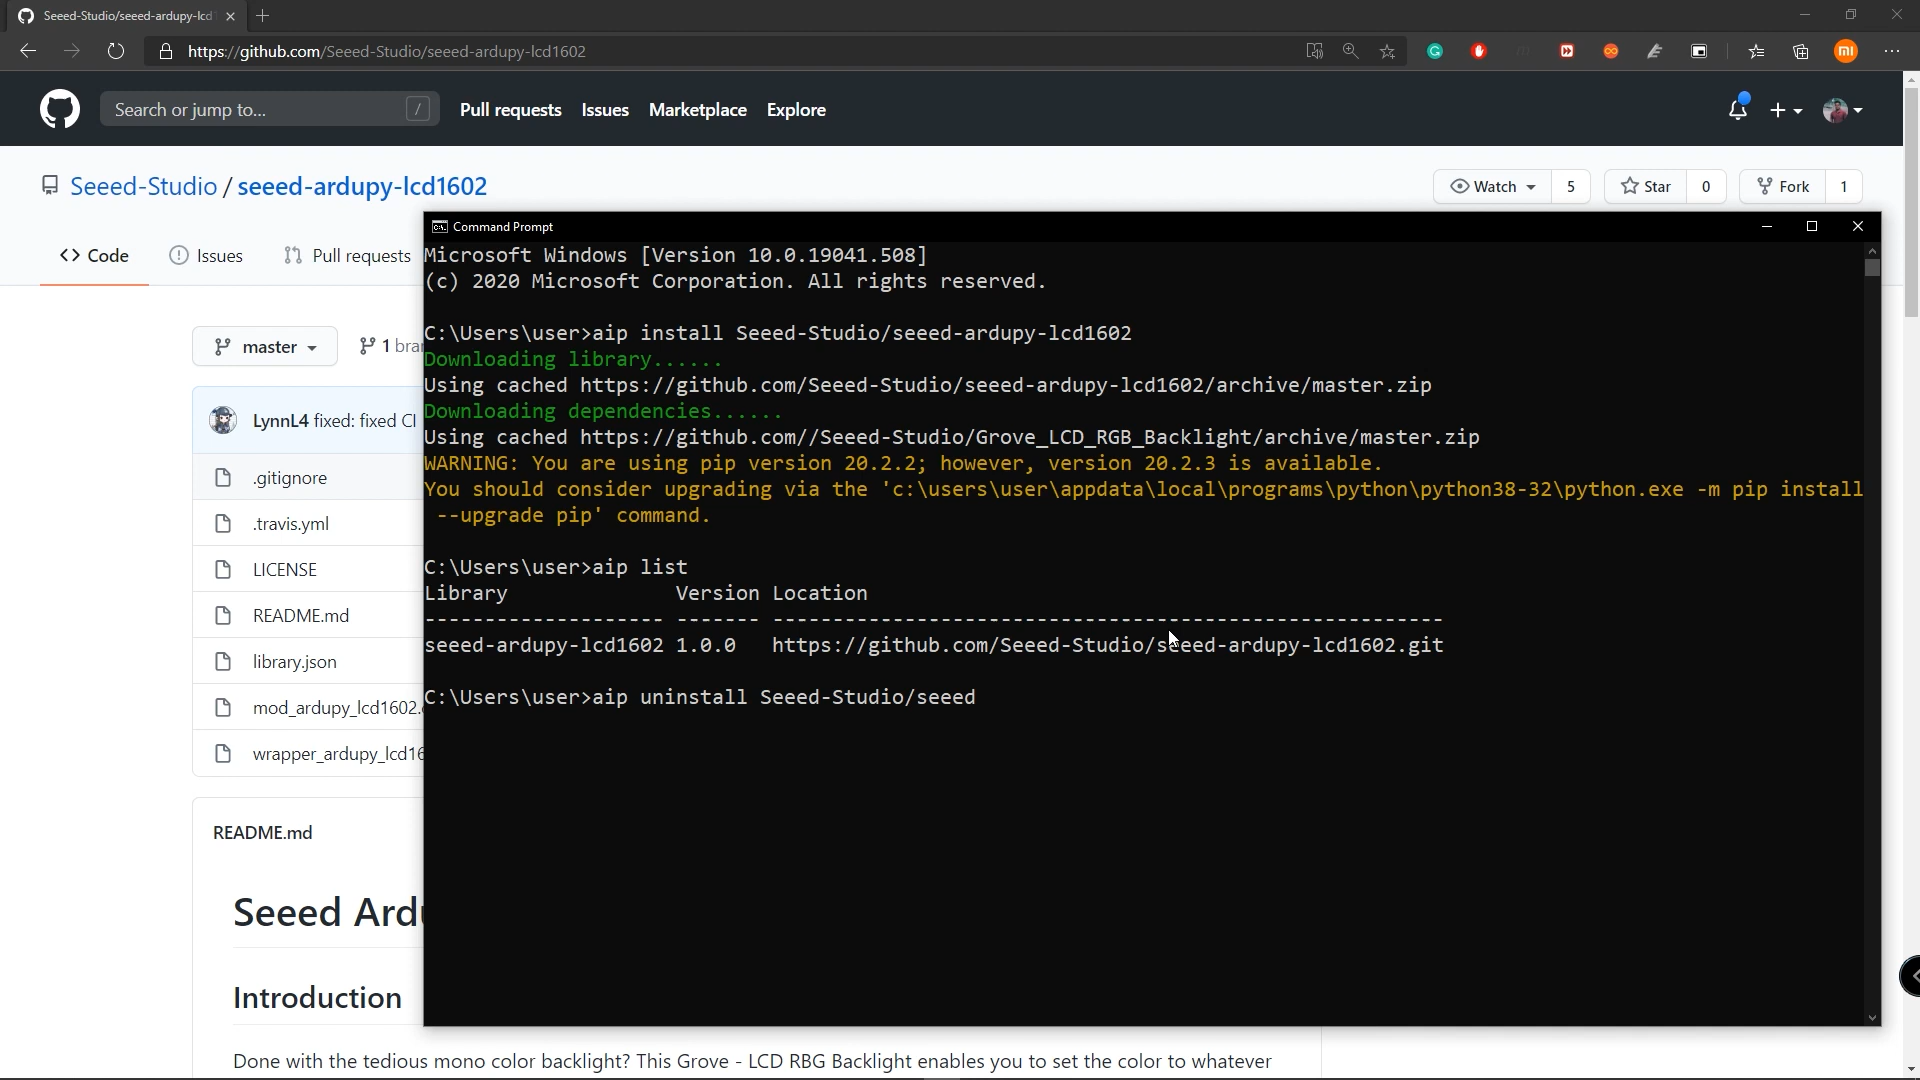 Seeed-Studio/seeed-ardupy-lcd
https://github.com/Seeed-Studio/seeed-ardupy-lcd1602
mi
Search or jump to...
/
Pull requests
Issues
Marketplace
Explore
Seeed-Studio / seeed-ardupy-lcd1602
Watch
5
Star
0
Fork
1
Code
Issues
Pull requests
Command Prompt
Microsoft Windows [Version 10.0.19041.508]
(c) 2020 Microsoft Corporation. All rights reserved.
C:\Users\user>aip install Seeed-Studio/seeed-ardupy-lcd1602
Downloading library......
Using cached https://github.com/Seeed-Studio/seeed-ardupy-lcd1602/archive/master.zip
Downloading dependencies......
Using cached https://github.com//Seeed-Studio/Grove_LCD_RGB_Backlight/archive/master.zip
WARNING: You are using pip version 20.2.2; however, version 20.2.3 is available.
You should consider upgrading via the 'c:\users\user\appdata\local\programs\python\python38-32\python.exe -m pip install
--upgrade pip' command.
C:\Users\user>aip list
Library Version Location
-------------------- ------- --------------------------------------------------------
seeed-ardupy-lcd1602 1.0.0 https://github.com/Seeed-Studio/seeed-ardupy-lcd1602.git
C:\Users\user>aip uninstall Seeed-Studio/seeed
master
1 bra
LynnL4 fixed: fixed CI
.gitignore
.travis.yml
LICENSE
README.md
library.json
mod_ardupy_lcd1602.
wrapper_ardupy_lcd16
README.md
Seeed Ard
Introduction
Done with the tedious mono color backlight? This Grove - LCD RBG Backlight enables you to set the color to whatever